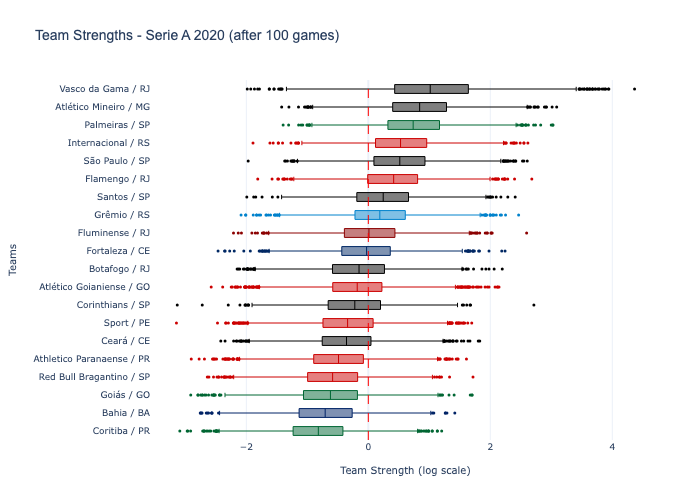 Team Strengths - Serie A 2020 (after 100 games)
Vasco da Gama / RJ
Atlético Mineiro / MG
Palmeiras / SP
Internacional / RS
São Paulo / SP
Flamengo / RJ
Santos / SP
Grêmio / RS
Fluminense / RJ
Fortaleza / CE
Botafogo / RJ
Atlético Goianiense / GO
Corinthians / SP
Sport / PE
Ceará / CE
Athletico Paranaense / PR
Red Bull Bragantino / SP
Goiás / GO
Bahia / BA
Coritiba / PR
Teams
−2 0 2 4
Team Strength (log scale)